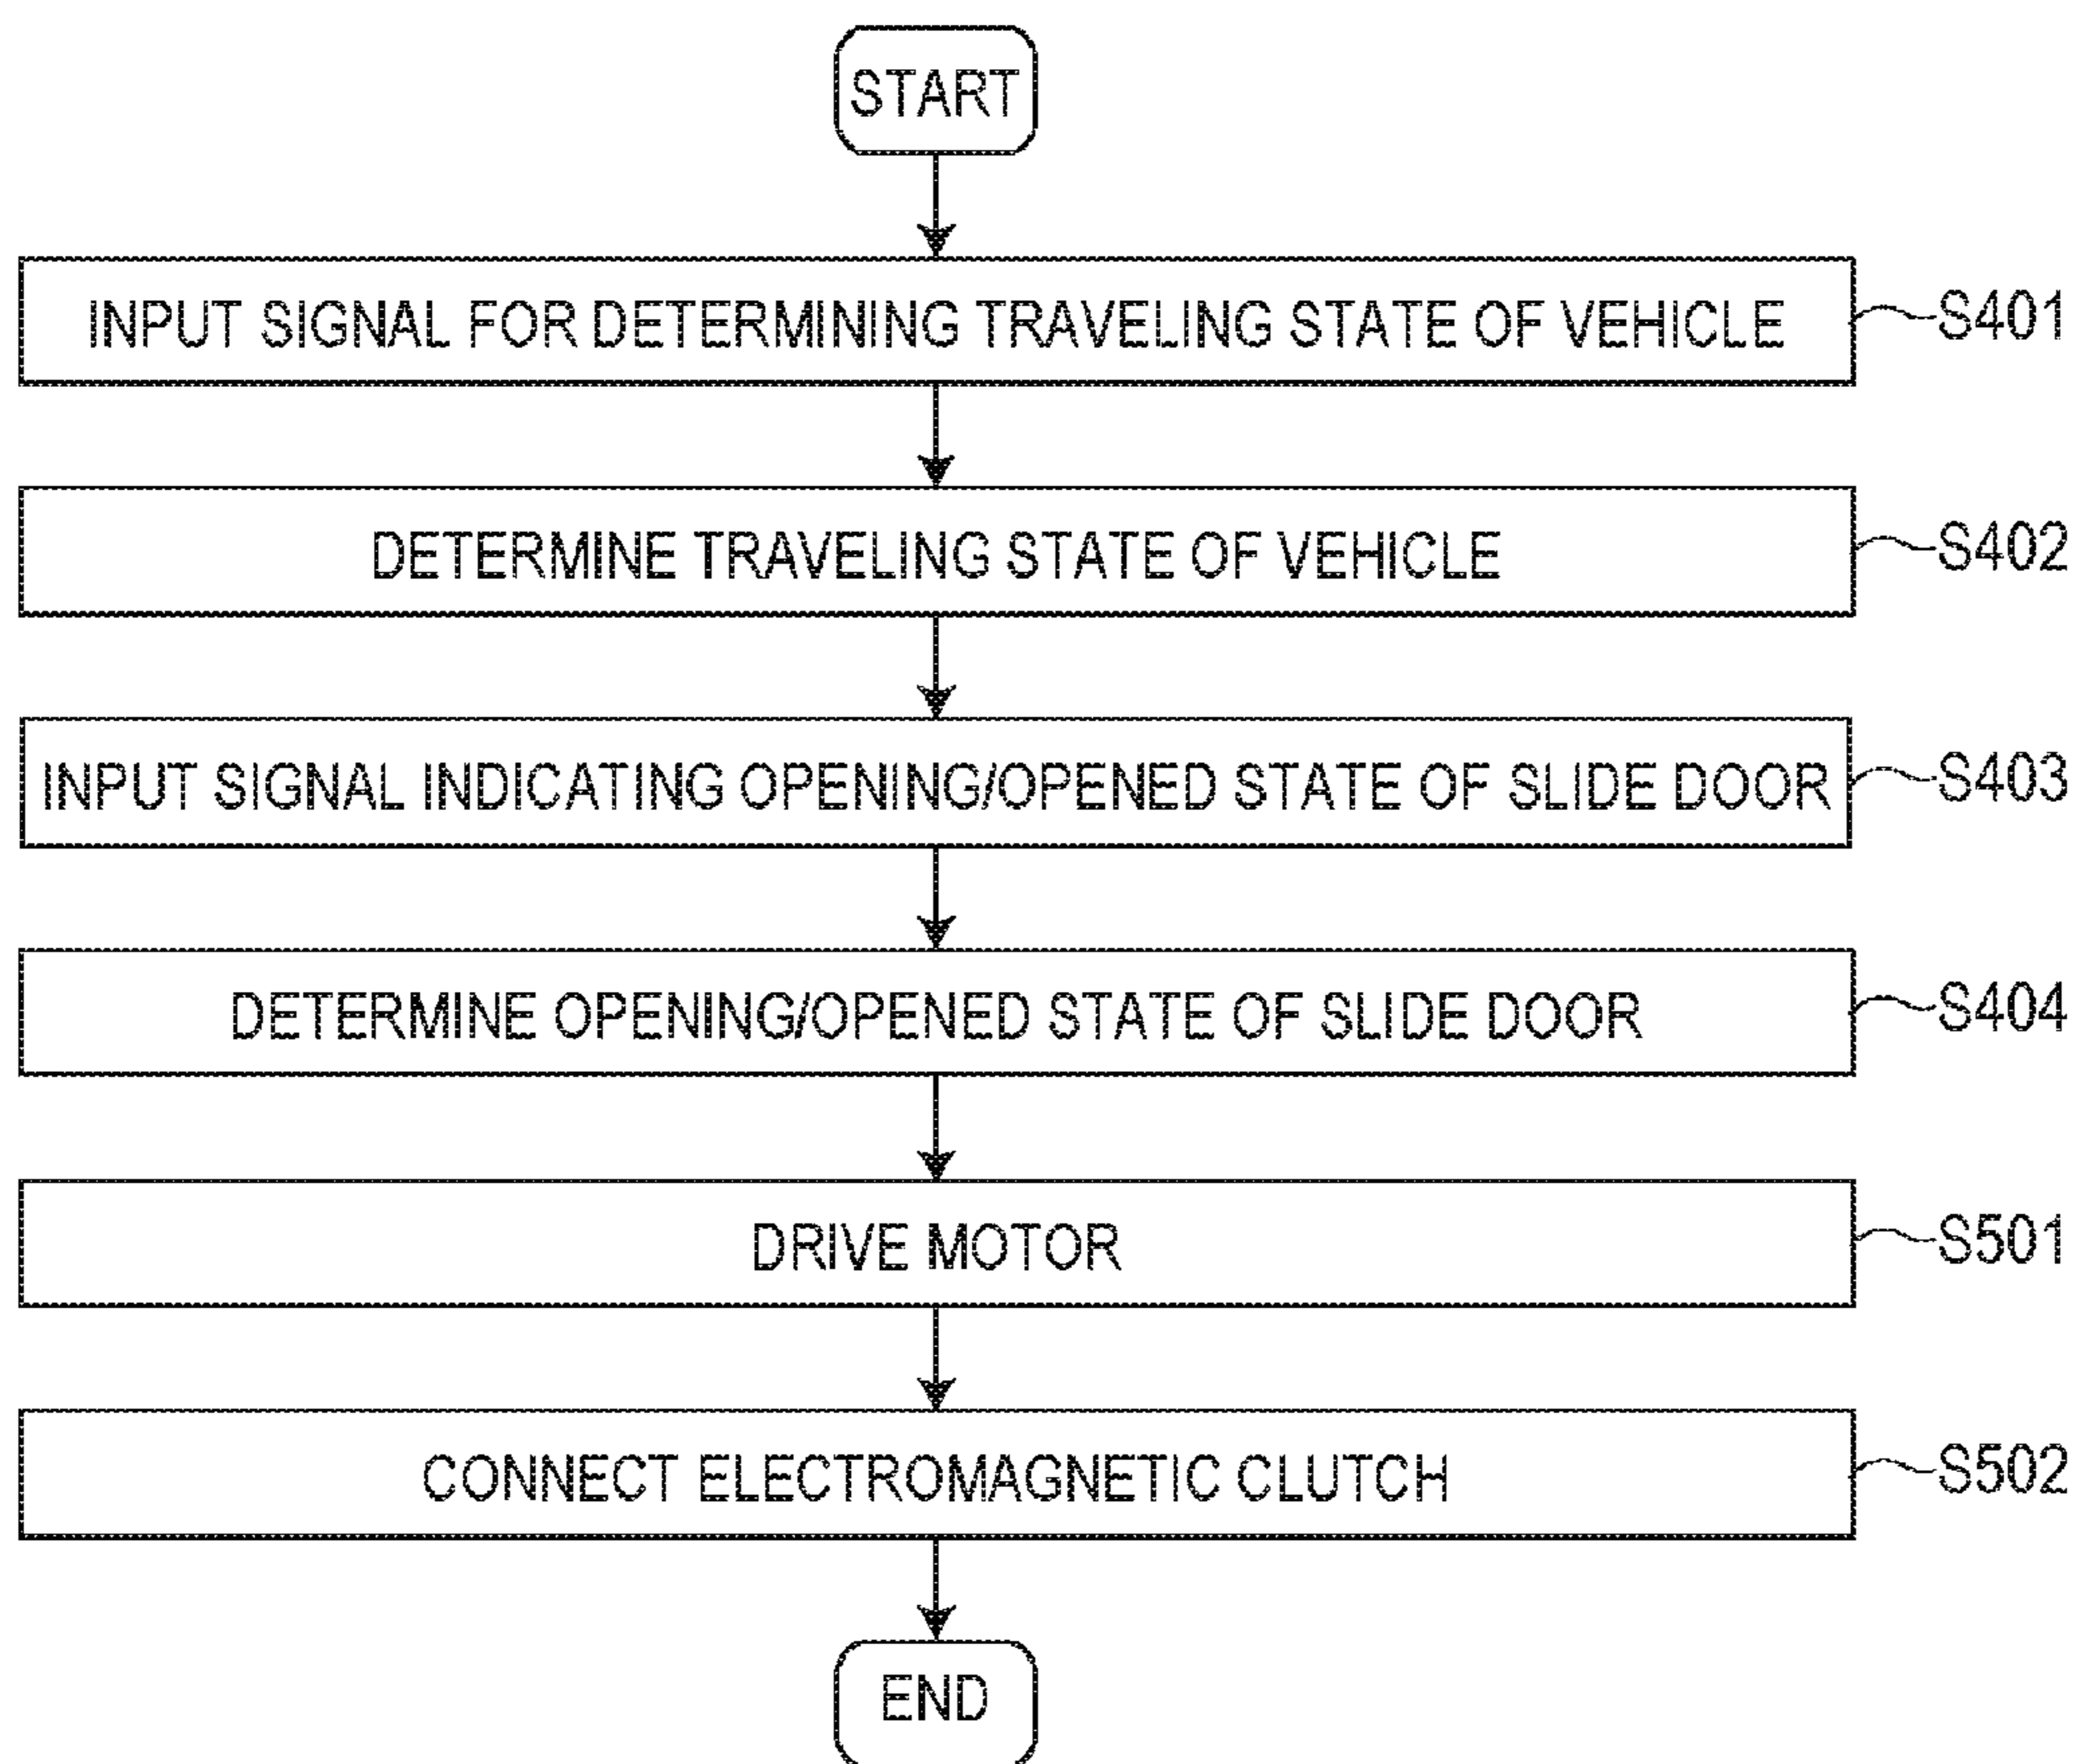 START
INPUT SIGNAL FOR DETERMINING TRAVELING STATE OF VEHICLE
S401
DETERMINE TRAVELING STATE OF VEHICLE
S402
INPUT SIGNAL INDICATING OPENING/OPENED STATE OF SLIDE DOOR
S403
DETERMINE OPENING/OPENED STATE OF SLIDE DOOR
S404
DRIVE MOTOR
S501
CONNECT ELECTROMAGNETIC CLUTCH
S502
END